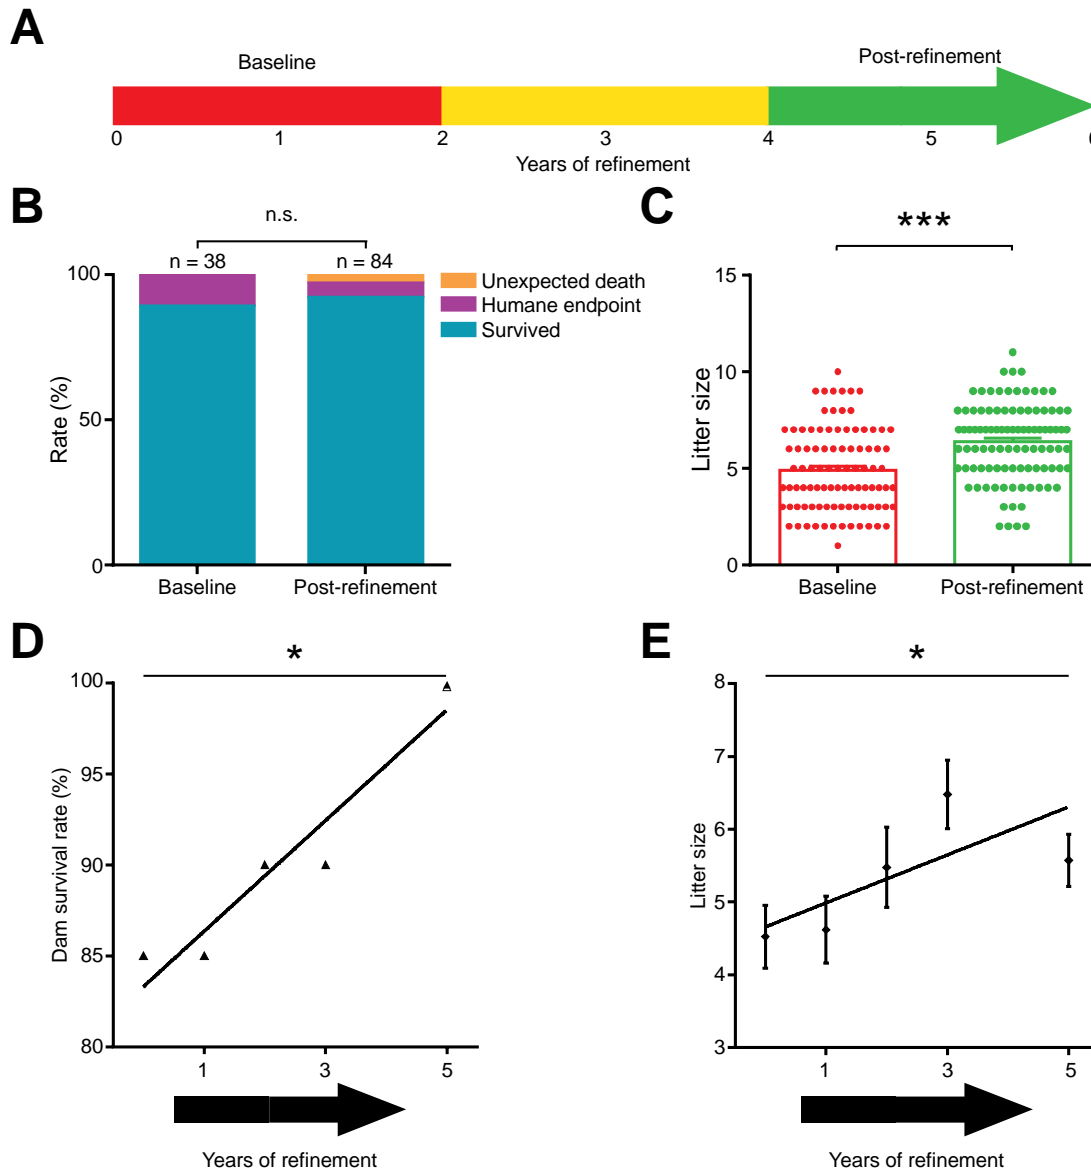 A
Baseline
Post-refinement
0 1 2 3 4 5 6
Years of refinement
B
n.s.
n = 38
n = 84
Unexpected death
Humane endpoint
Survived
Rate (%)
100
50
0
Baseline
Post-refinement
C
***
Litter size
15
10
5
0
Baseline
Post-refinement
D
*
Dam survival rate (%)
100
95
90
85
80
1 3 5
Years of refinement
E
*
Litter size
8
7
6
5
4
3
1 3 5
Years of refinement